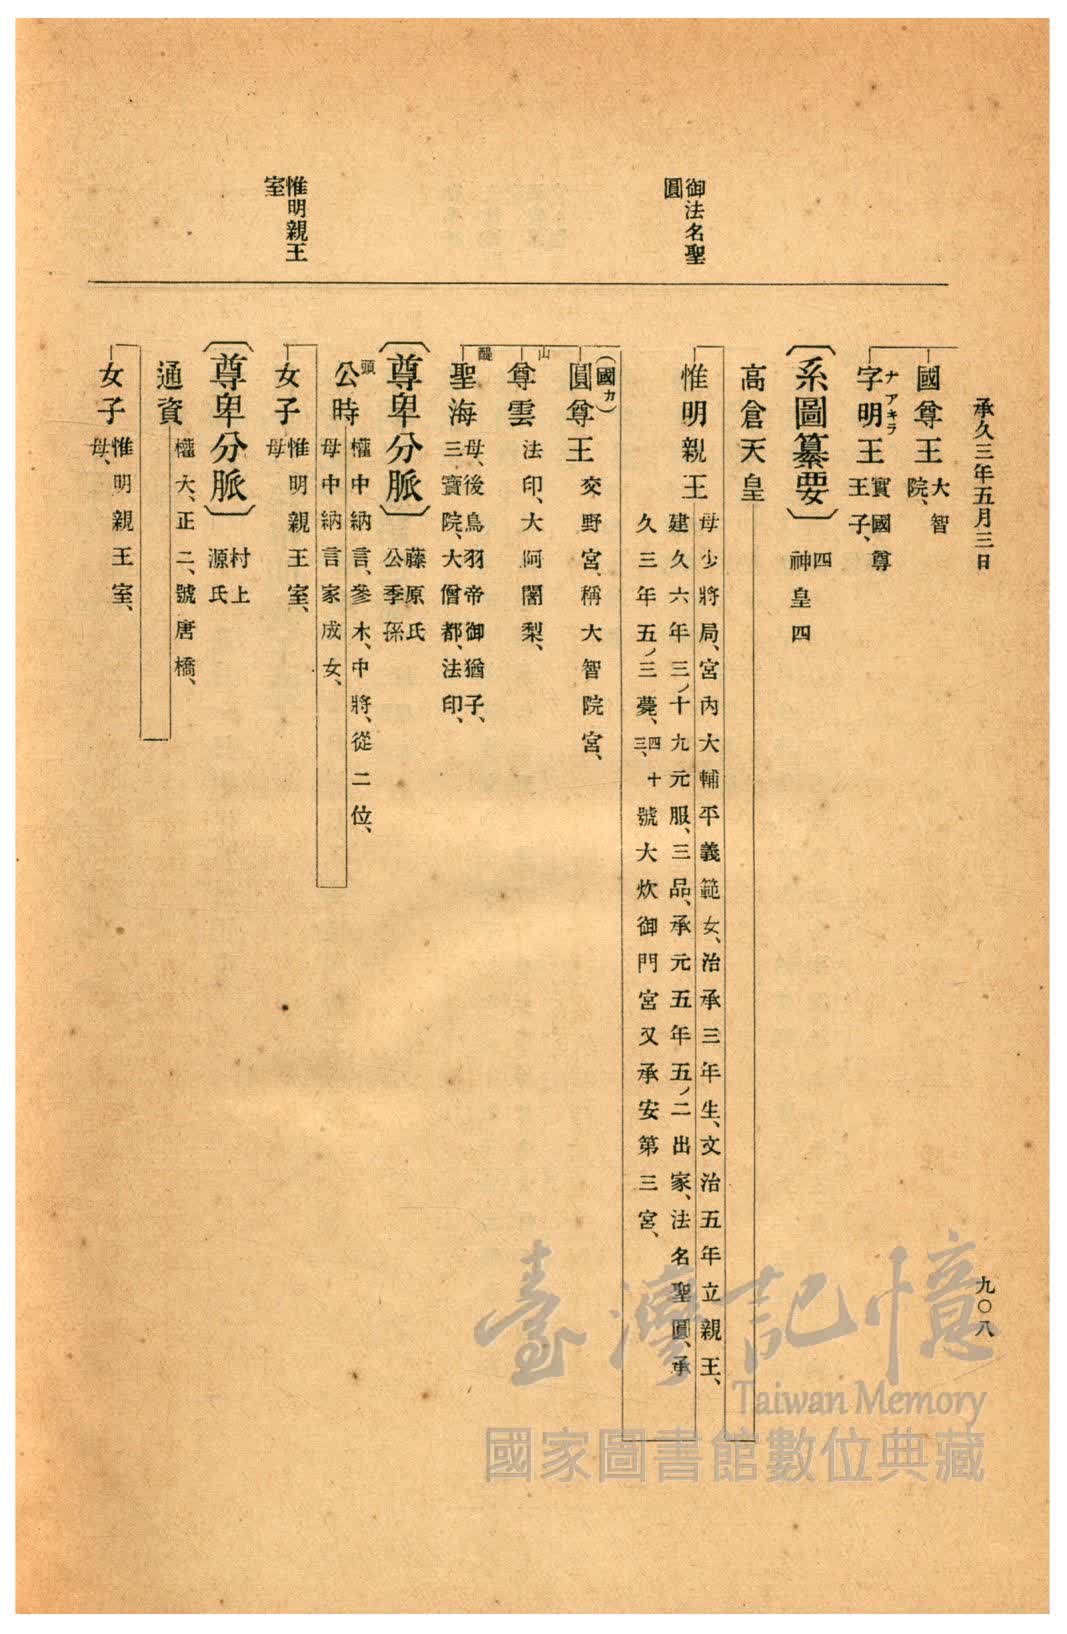 承久三年五月三日
九〇八
御法名聖
圓
惟明親王
室
國尊王 大智
院、
字明王 實國尊
ナアキラ
王子、
〔系圖纂要〕 四
神皇四
高倉天皇
惟明親王 母少將局、宮內大輔平義範女、治承三年生、文治五年立親王、
建久六年三ノ十九元服、三品、承元五年五ノ二出家、法名聖圓、承
久三年五ノ三薨、四十
三、
號大炊御門宮又承安第三宮、
(國カ)
圓尊王 交野宮、稱大智院宮、
山
尊雲 法印、大阿闍梨、
醍
聖海 母、後鳥羽帝御猶子、
三寶院、大僧都、法印、
〔尊卑分脈〕 藤原氏
公季孫
頭
公時 權中納言、參木、中將、從二位、
母中納言家成女、
女子 惟明親王室、
母
〔尊卑分脈〕 村上
源氏
通資 權大、正二、號唐橋、
女子 惟明親王室、
母、
臺灣記憶
Taiwan Memory
國家圖書館數位典藏